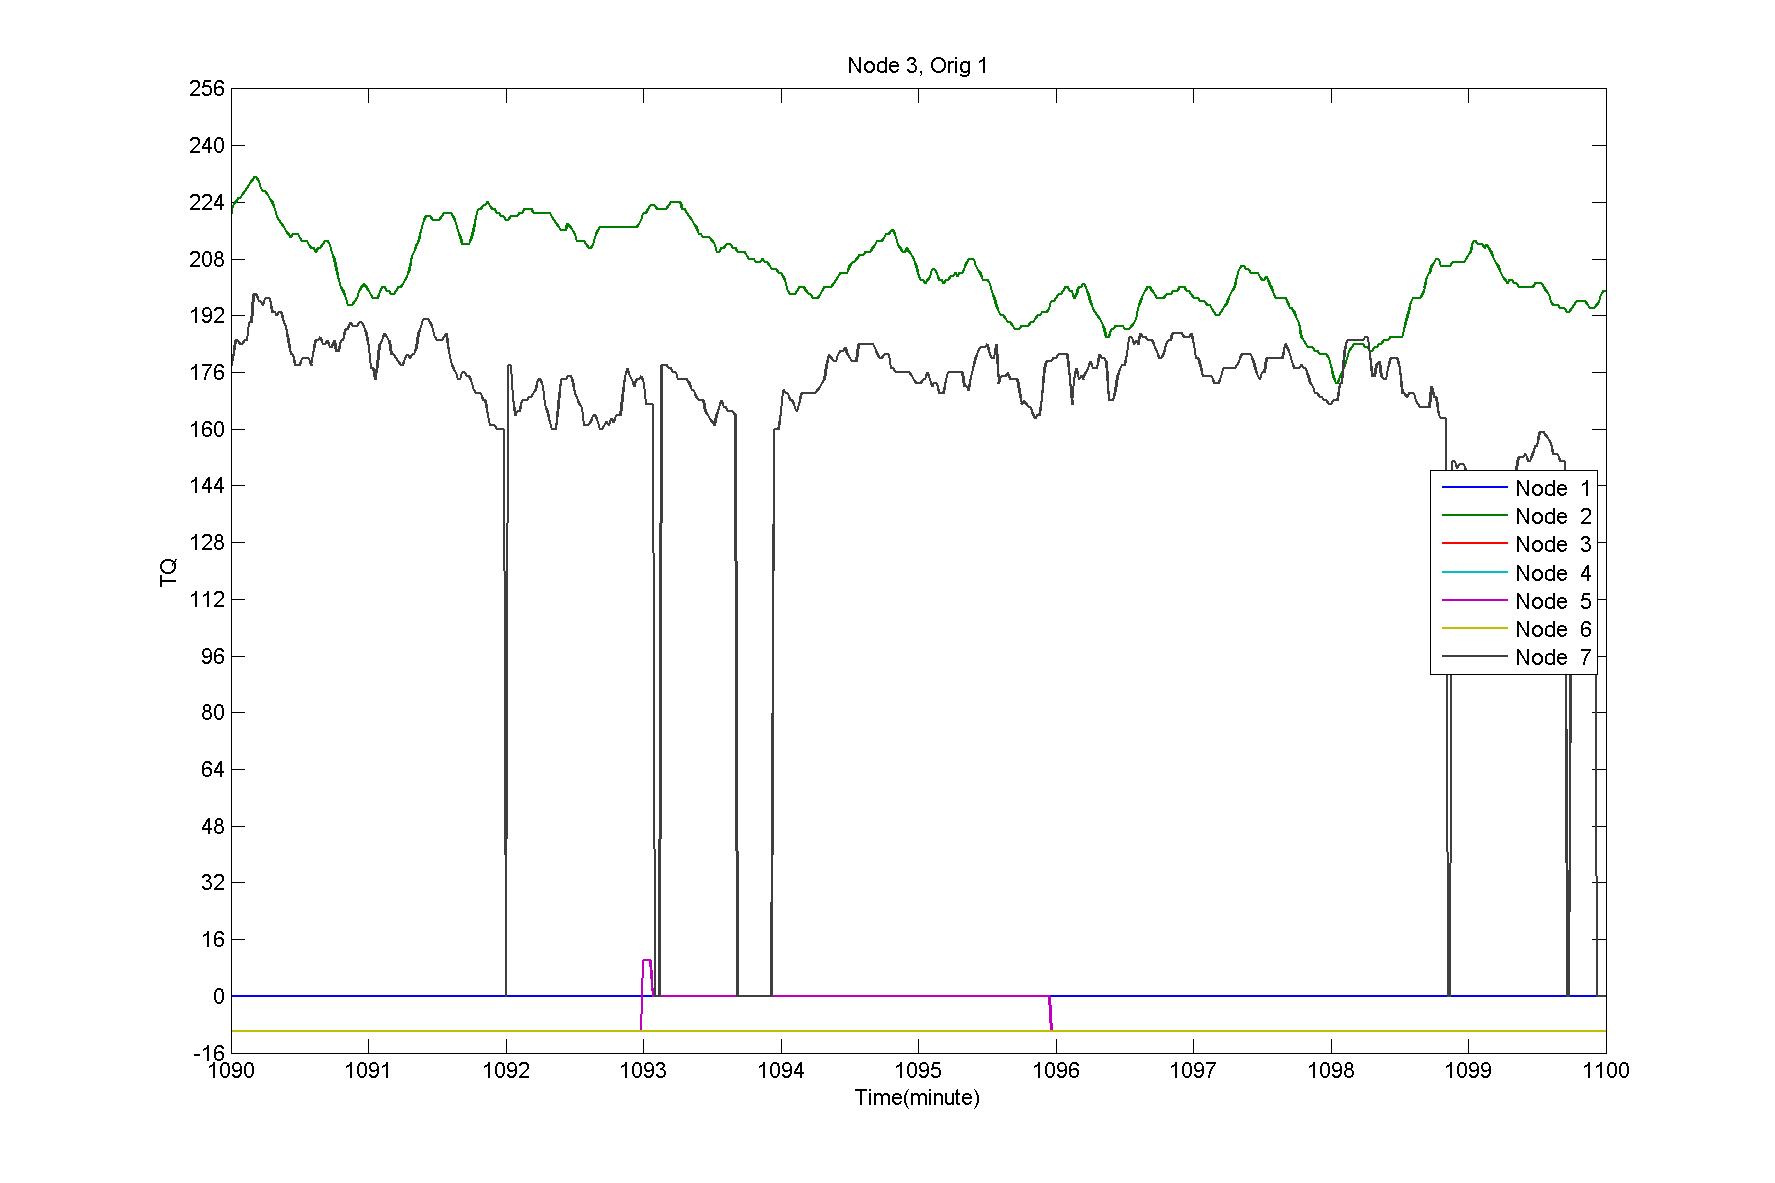 Node 3, Orig 1
256
240
224
208
192
176
160
144
128
112
96
80
64
48
32
16
0
-16
TQ
Node 1
Node 2
Node 3
Node 4
Node 5
Node 6
Node 7
1090 1091 1092 1093 1094 1095 1096 1097 1098 1099 1100
Time(minute)